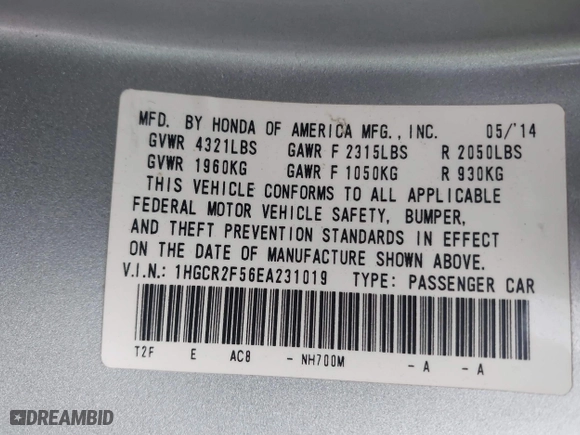 MFD. BY HONDA OF AMERICA MFG., INC. 05/'14
GVWR 4321LBS GAWR F 2315LBS R 2050LBS
GVWR 1960KG GAWR F 1050KG R 930KG
THIS VEHICLE CONFORMS TO ALL APPLICABLE
FEDERAL MOTOR VEHICLE SAFETY, BUMPER,
AND THEFT PREVENTION STANDARDS IN EFFECT
ON THE DATE OF MANUFACTURE SHOWN ABOVE.
V.I.N.: 1HGCR2F56EA231019 TYPE: PASSENGER CAR
T2F E AC8 - NH700M - A - A
DREAMBID